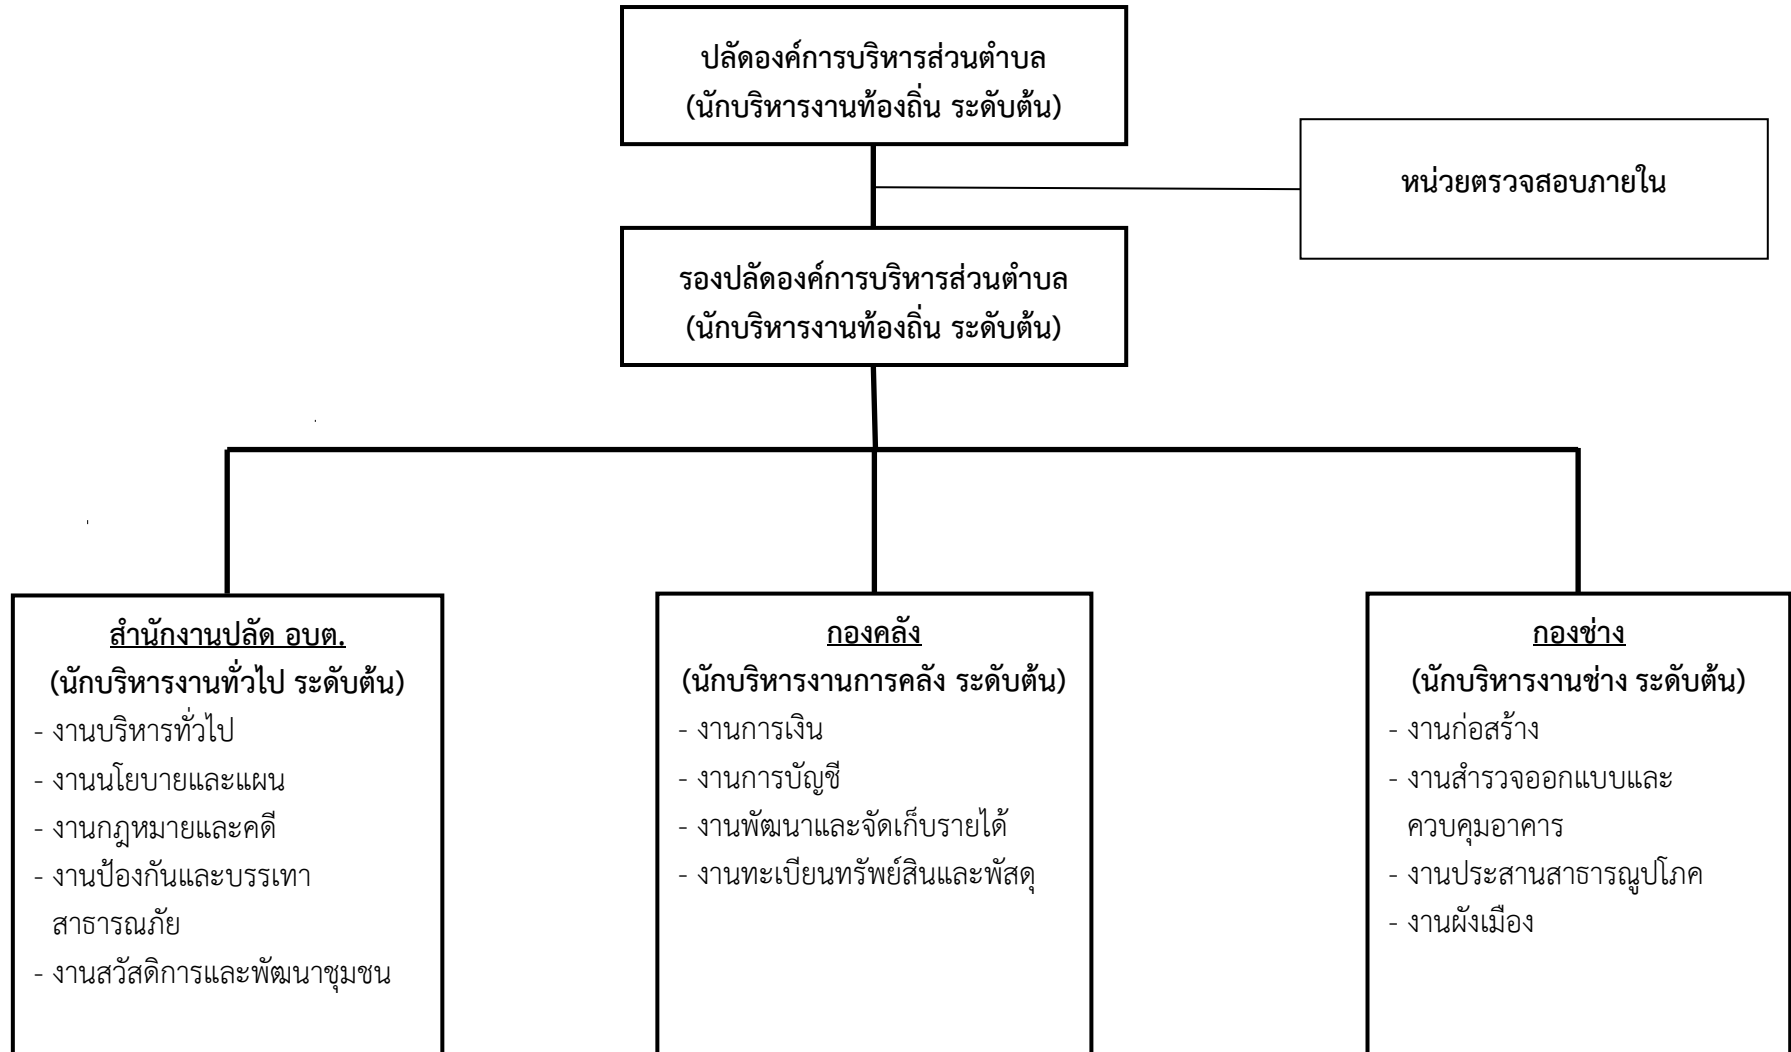 ปลัดองค์การบริหารส่วนตำบล
(นักบริหารงานท้องถิ่น ระดับต้น)
หน่วยตรวจสอบภายใน
รองปลัดองค์การบริหารส่วนตำบล
(นักบริหารงานท้องถิ่น ระดับต้น)
สำนักงานปลัด อบต.
(นักบริหารงานทั่วไป ระดับต้น)
- งานบริหารทั่วไป
- งานนโยบายและแผน
- งานกฎหมายและคดี
- งานป้องกันและบรรเทา
สาธารณภัย
- งานสวัสดิการและพัฒนาชุมชน
กองคลัง
(นักบริหารงานการคลัง ระดับต้น)
- งานการเงิน
- งานการบัญชี
- งานพัฒนาและจัดเก็บรายได้
- งานทะเบียนทรัพย์สินและพัสดุ
กองช่าง
(นักบริหารงานช่าง ระดับต้น)
- งานก่อสร้าง
- งานสำรวจออกแบบและ
ควบคุมอาคาร
- งานประสานสาธารณูปโภค
- งานผังเมือง